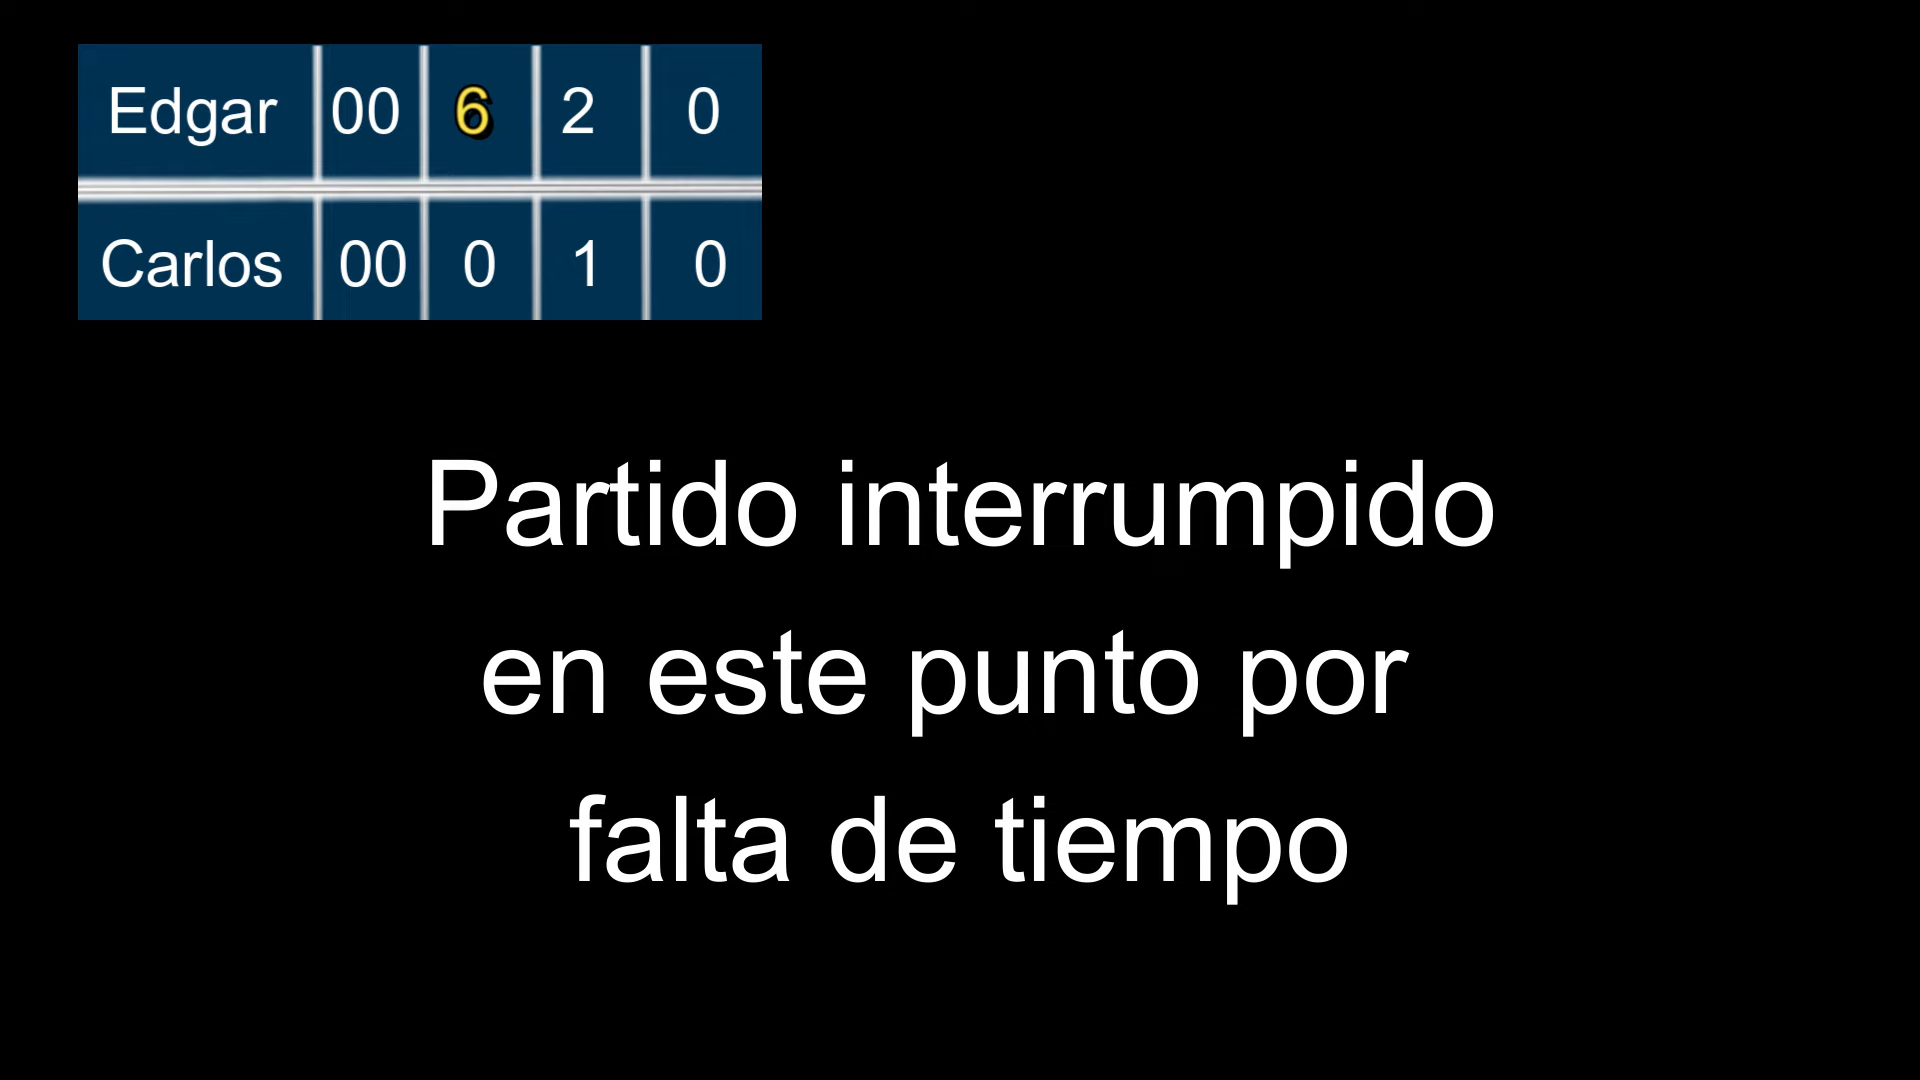 Edgar 00 6 2 0
Carlos 00 0 1 0
Partido interrumpido
en este punto por
falta de tiempo